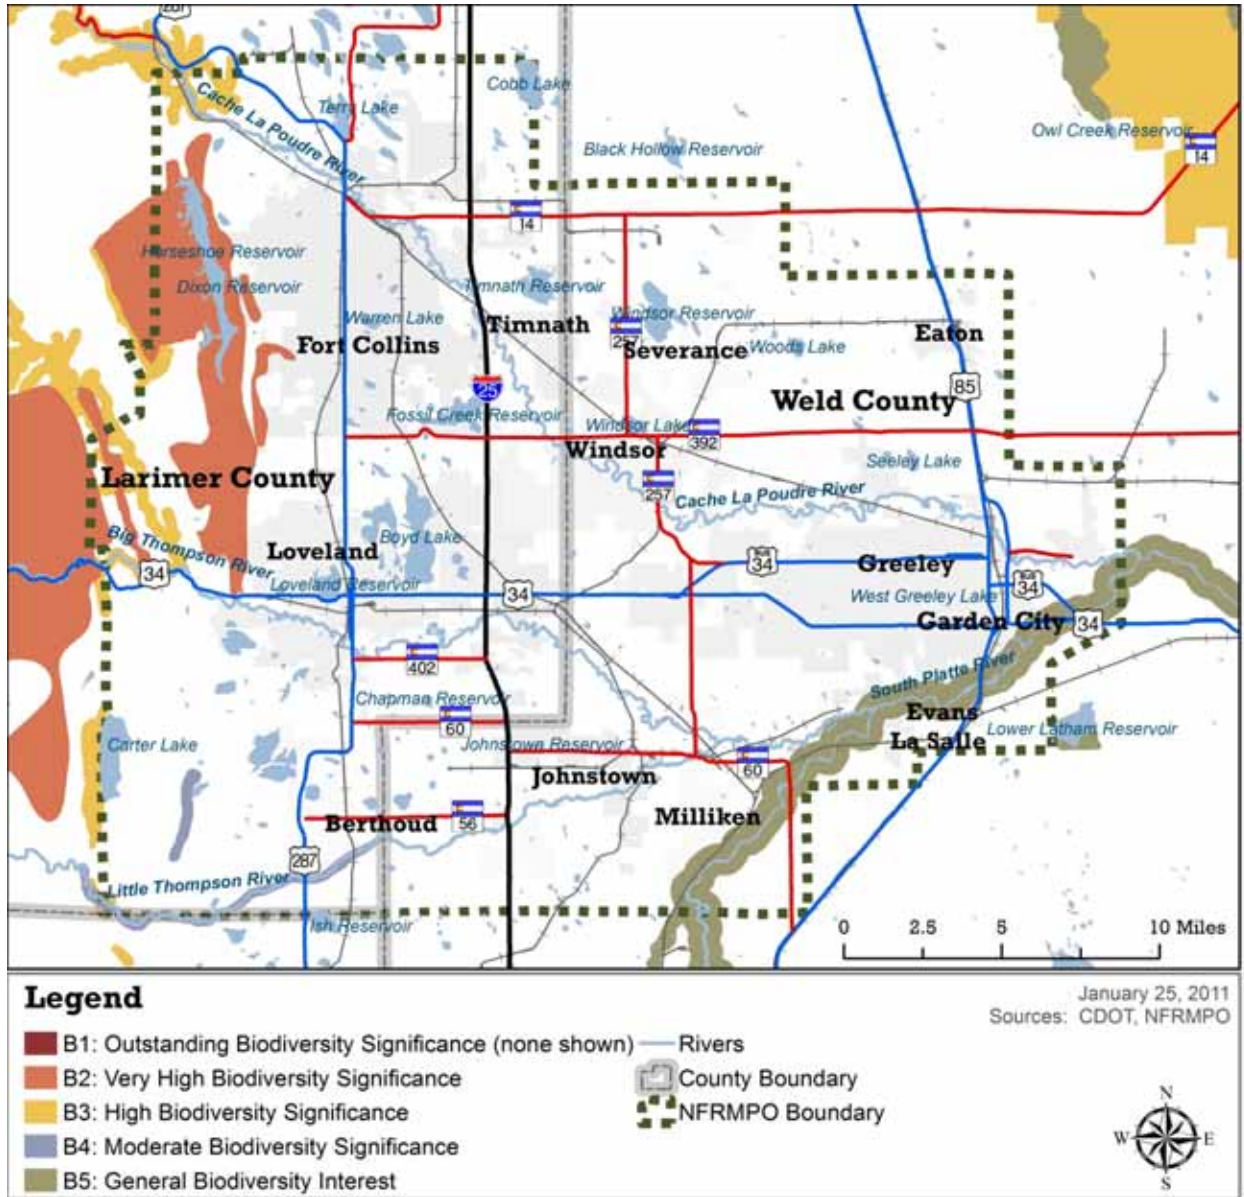 287
Cache La Poudre River
Terry Lake
Cobb Lake
Black Hollow Reservoir
Owl Creek Reservoir
14
14
Horseshoe Reservoir
Dixon Reservoir
Timnath Reservoir
Windsor Reservoir
Warren Lake
Timnath
257
Fort Collins
Severance
Woods Lake
Eaton
25
85
Weld County
Fossil Creek Reservoir
Windsor Lake
392
Windsor
Seeley Lake
Larimer County
257
Cache La Poudre River
Big Thompson River
Boyd Lake
Loveland
34
Loveland Reservoir
34
BUS
34
Greeley
BUS
34
West Greeley Lake
Garden City
34
402
South Platte River
Chapman Reservoir
60
Evans
Lower Latham Reservoir
Carter Lake
Johnstown Reservoir
La Salle
60
Johnstown
56
Berthoud
Milliken
287
Little Thompson River
Ish Reservoir
0 2.5 5 10 Miles
Legend
January 25, 2011
Sources: CDOT, NFRMPO
B1: Outstanding Biodiversity Significance (none shown)
B2: Very High Biodiversity Significance
B3: High Biodiversity Significance
B4: Moderate Biodiversity Significance
B5: General Biodiversity Interest
Rivers
County Boundary
NFRMPO Boundary
N
W E
S